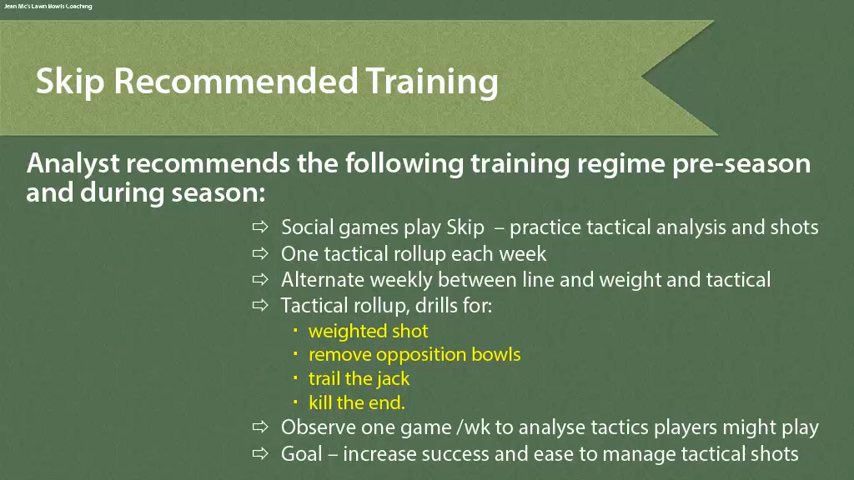 Jean Mc's Lawn Bowls Coaching
Skip Recommended Training
Analyst recommends the following training regime pre-season
and during season:
⇨ Social games play Skip – practice tactical analysis and shots
⇨ One tactical rollup each week
⇨ Alternate weekly between line and weight and tactical
⇨ Tactical rollup, drills for:
· weighted shot
· remove opposition bowls
· trail the jack
· kill the end.
⇨ Observe one game /wk to analyse tactics players might play
⇨ Goal – increase success and ease to manage tactical shots